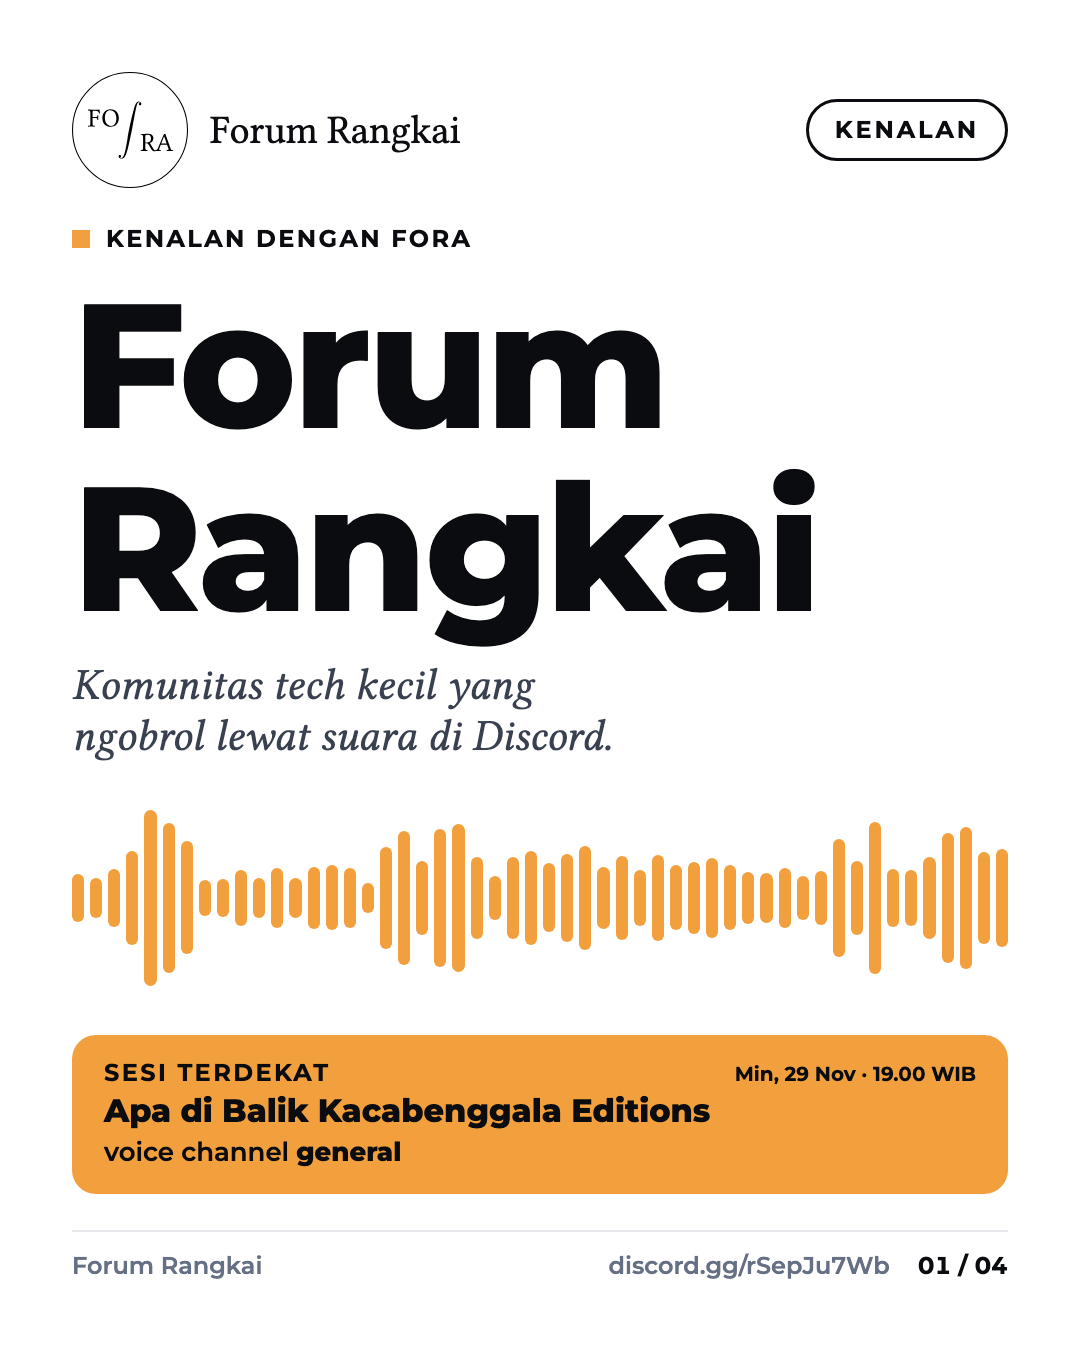 FO
RA
Forum Rangkai
KENALAN
KENALAN DENGAN FORA
Forum
Rangkai
Komunitas tech kecil yang
ngobrol lewat suara di Discord.
SESI TERDEKAT
Min, 29 Nov · 19.00 WIB
Apa di Balik Kacabenggala Editions
voice channel general
Forum Rangkai
discord.gg/rSepJu7Wb
01 / 04